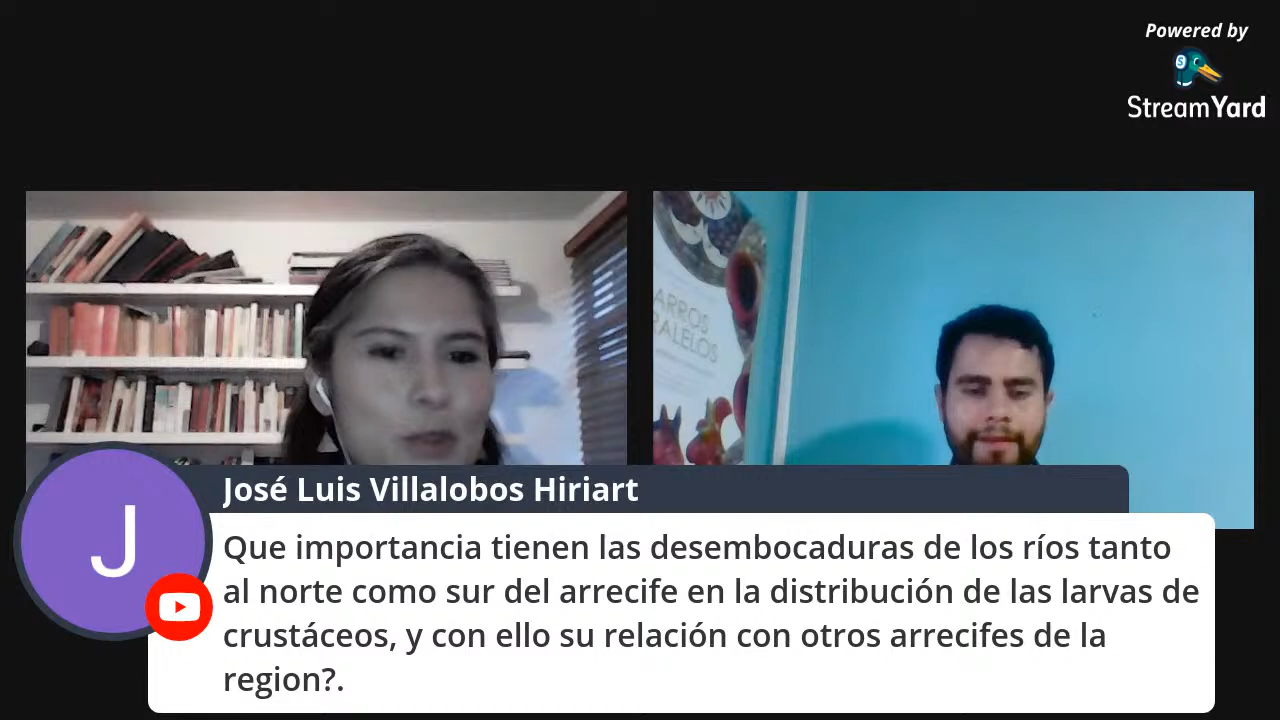 Powered by
StreamYard
ARROS
RALELOS
J
José Luis Villalobos Hiriart
Que importancia tienen las desembocaduras de los ríos tanto
al norte como sur del arrecife en la distribución de las larvas de
crustáceos, y con ello su relación con otros arrecifes de la
region?.